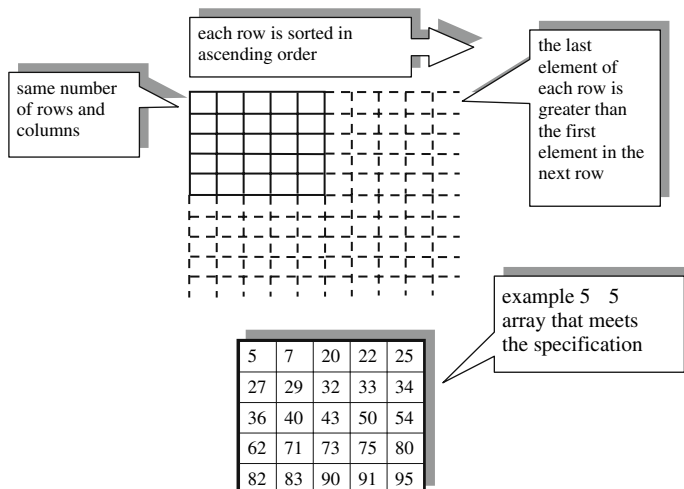 each row is sorted in
ascending order
same number
of rows and
columns
the last
element of
each row is
greater than
the first
element in the
next row
example 5 5
array that meets
the specification
5 7 20 22 25
27 29 32 33 34
36 40 43 50 54
62 71 73 75 80
82 83 90 91 95